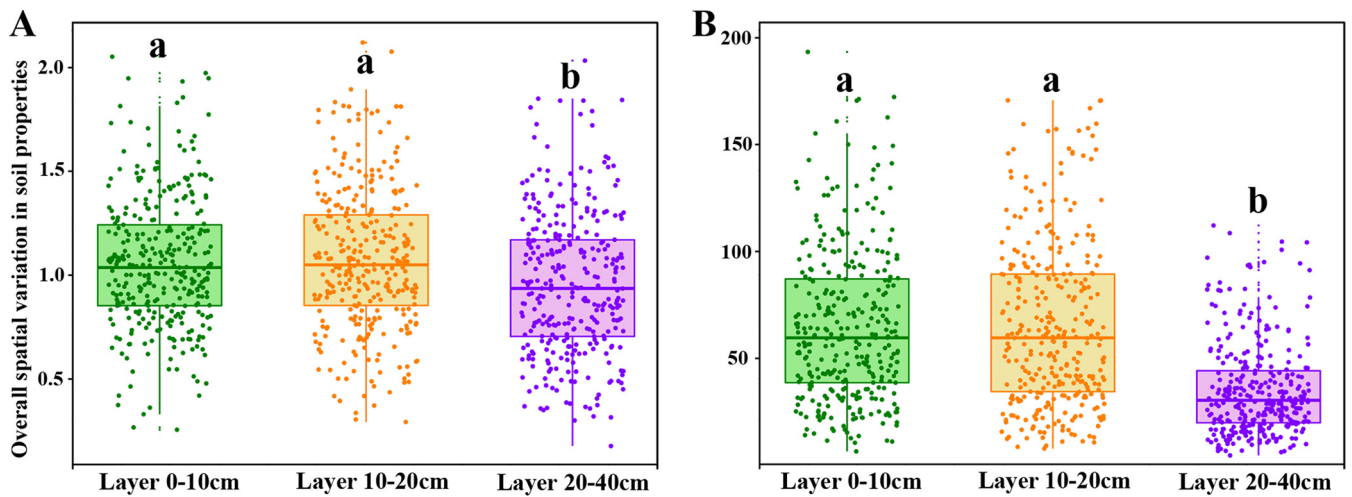 A
B
Overall spatial variation in soil properties
2.0
1.5
1.0
0.5
a
a
b
Layer 0-10cm
Layer 10-20cm
Layer 20-40cm
200
150
100
50
a
a
b
Layer 0-10cm
Layer 10-20cm
Layer 20-40cm